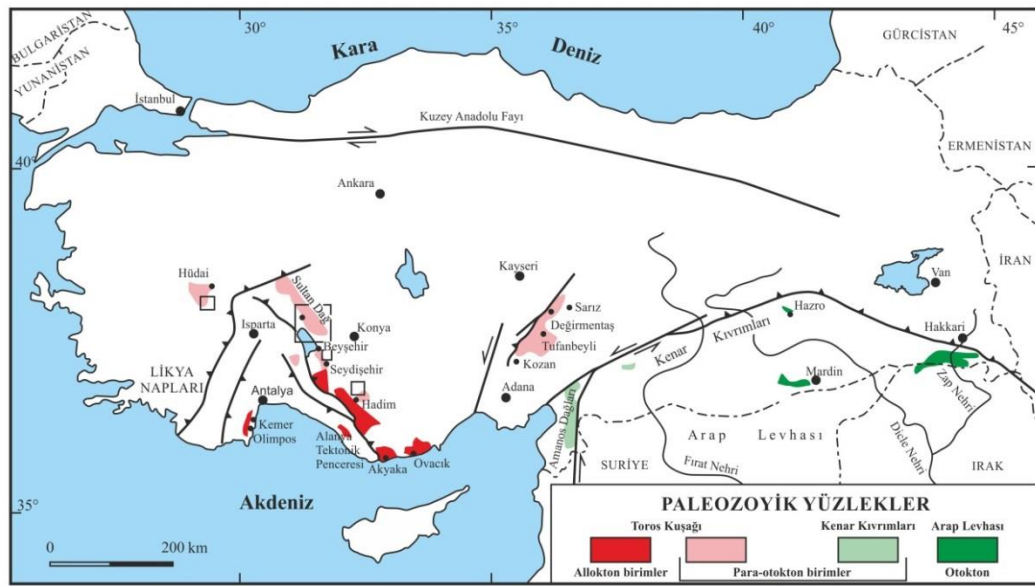 30°
35°
40°
45°
BULGARİSTAN
YUNANİSTAN
Kara
Deniz
GÜRCİSTAN
İstanbul
Kuzey Anadolu Fayı
ERMENİSTAN
40°
Ankara
İRAN
Kayseri
Van
Hüdai
Sultan Dağ
Sarız
Hazro
Değirmentaş
Isparta
Konya
Tufanbeyli
Kenar
Kıvrımları
Hakkari
Beyşehir
Kozan
LİKYA
NAPLARI
Seydişehir
Mardin
Zap Nehri
Antalya
Hadim
Adana
Kemer
Olimpos
Alanya
Tektonik
Penceresi
Akyaka
Ovacık
Amanos Dağları
Arap Levhası
Dicle Nehri
SURİYE
Fırat Nehri
IRAK
Akdeniz
35°
0 200 km
PALEOZOYİK YÜZLEKLER
Toros Kuşağı Kenar Kıvrımları Arap Levhası
Allokton birimler Para-otokton birimler Otokton